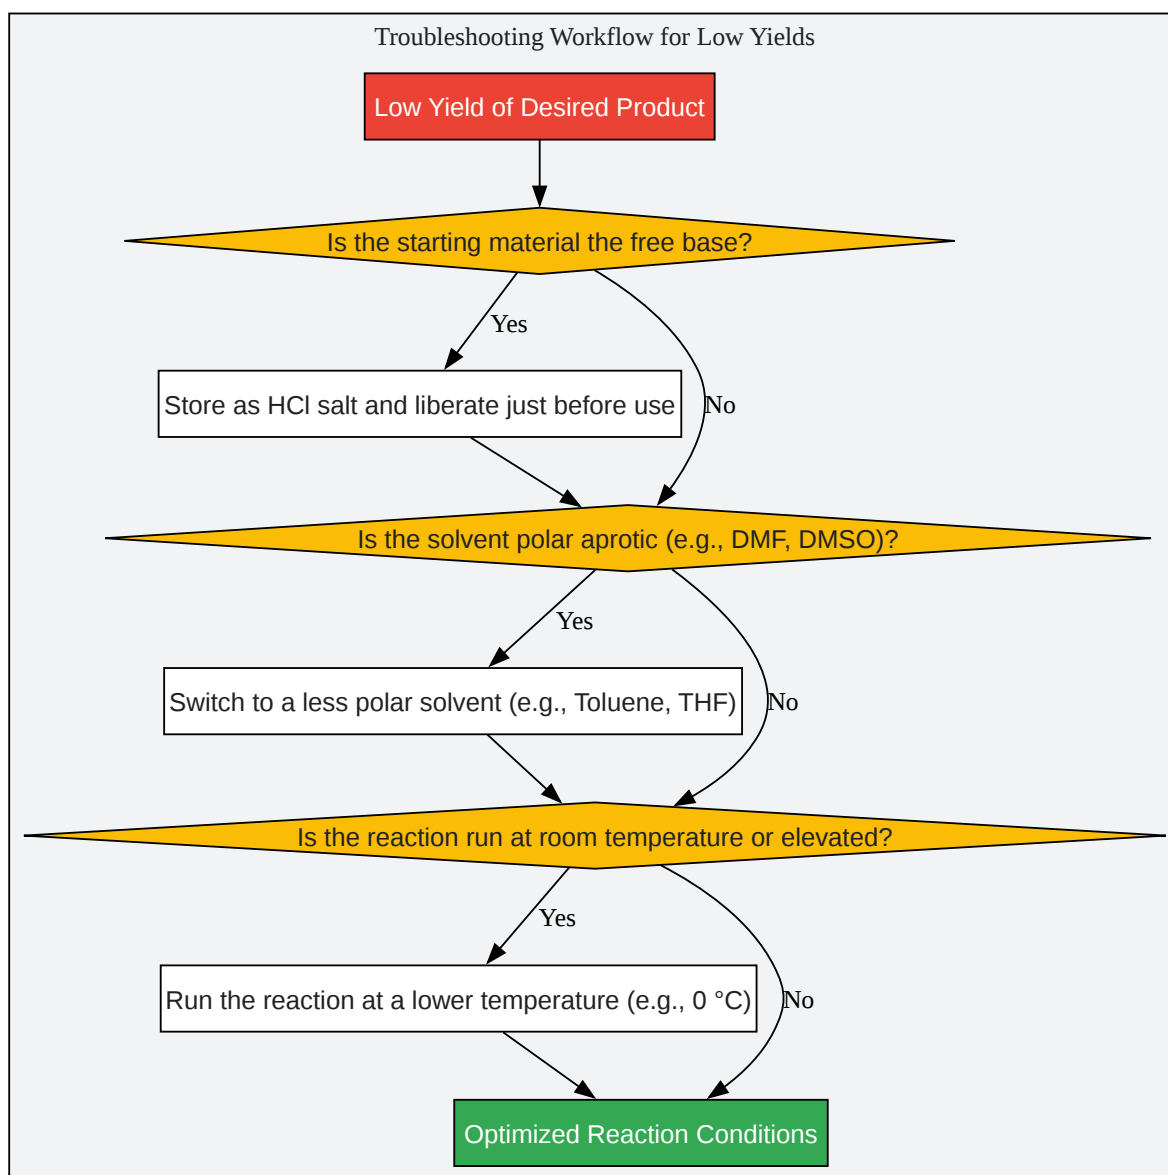 Troubleshooting Workflow for Low Yields
Low Yield of Desired Product
Is the starting material the free base?
Yes
Store as HCl salt and liberate just before use
No
Is the solvent polar aprotic (e.g., DMF, DMSO)?
Yes
Switch to a less polar solvent (e.g., Toluene, THF)
No
Is the reaction run at room temperature or elevated?
Yes
Run the reaction at a lower temperature (e.g., 0 °C)
No
Optimized Reaction Conditions